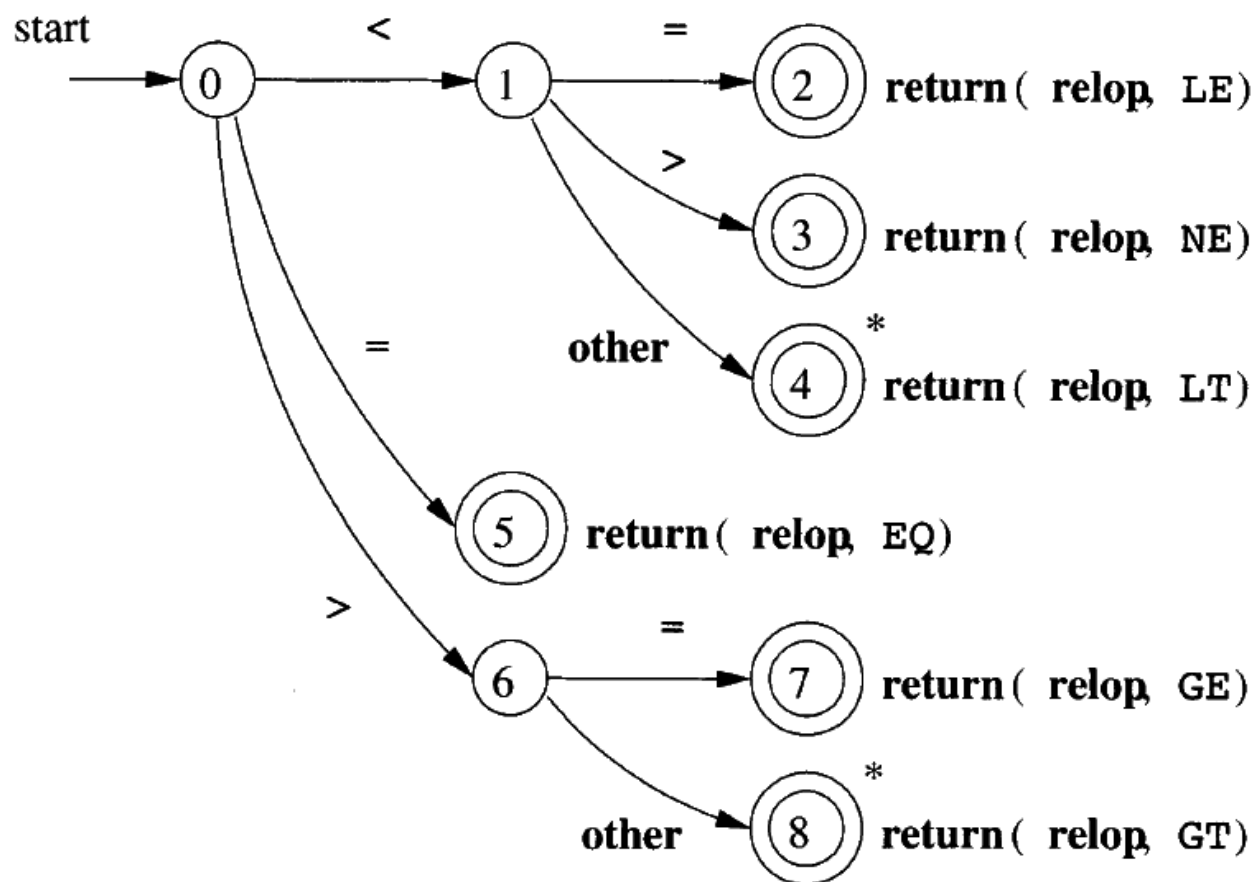 start
<
=
0
1
2
return( relop, LE)
>
3
return( relop, NE)
*
other
4
return( relop, LT)
=
5
return( relop, EQ)
>
=
6
7
return( relop, GE)
*
other
8
return( relop, GT)